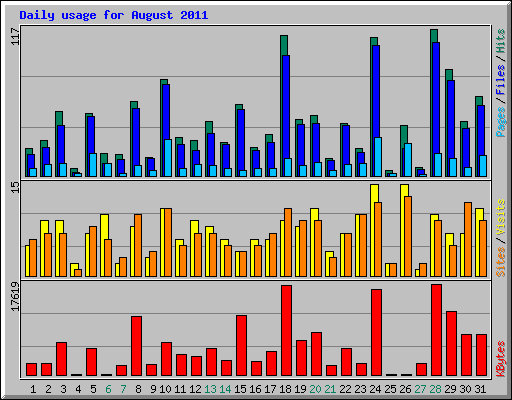 Daily usage for August 2011
117
Pages / Files / Hits
15
Sites / Visits
17619
KBytes
1 2 3 4 5 6 7 8 9 10 11 12 13 14 15 16 17 18 19 20 21 22 23 24 25 26 27 28 29 30 31